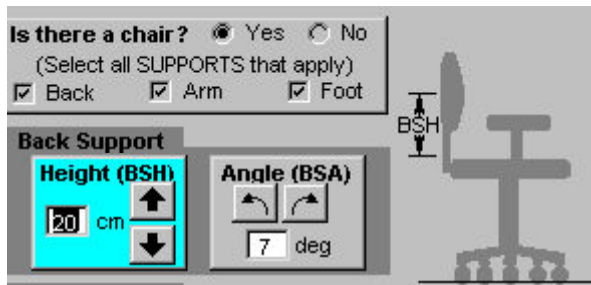 Is there a chair? Yes No
(Select all SUPPORTS that apply)
Back Arm Foot
BSH
Back Support
Height (BSH) Angle (BSA)
20 cm
7 deg